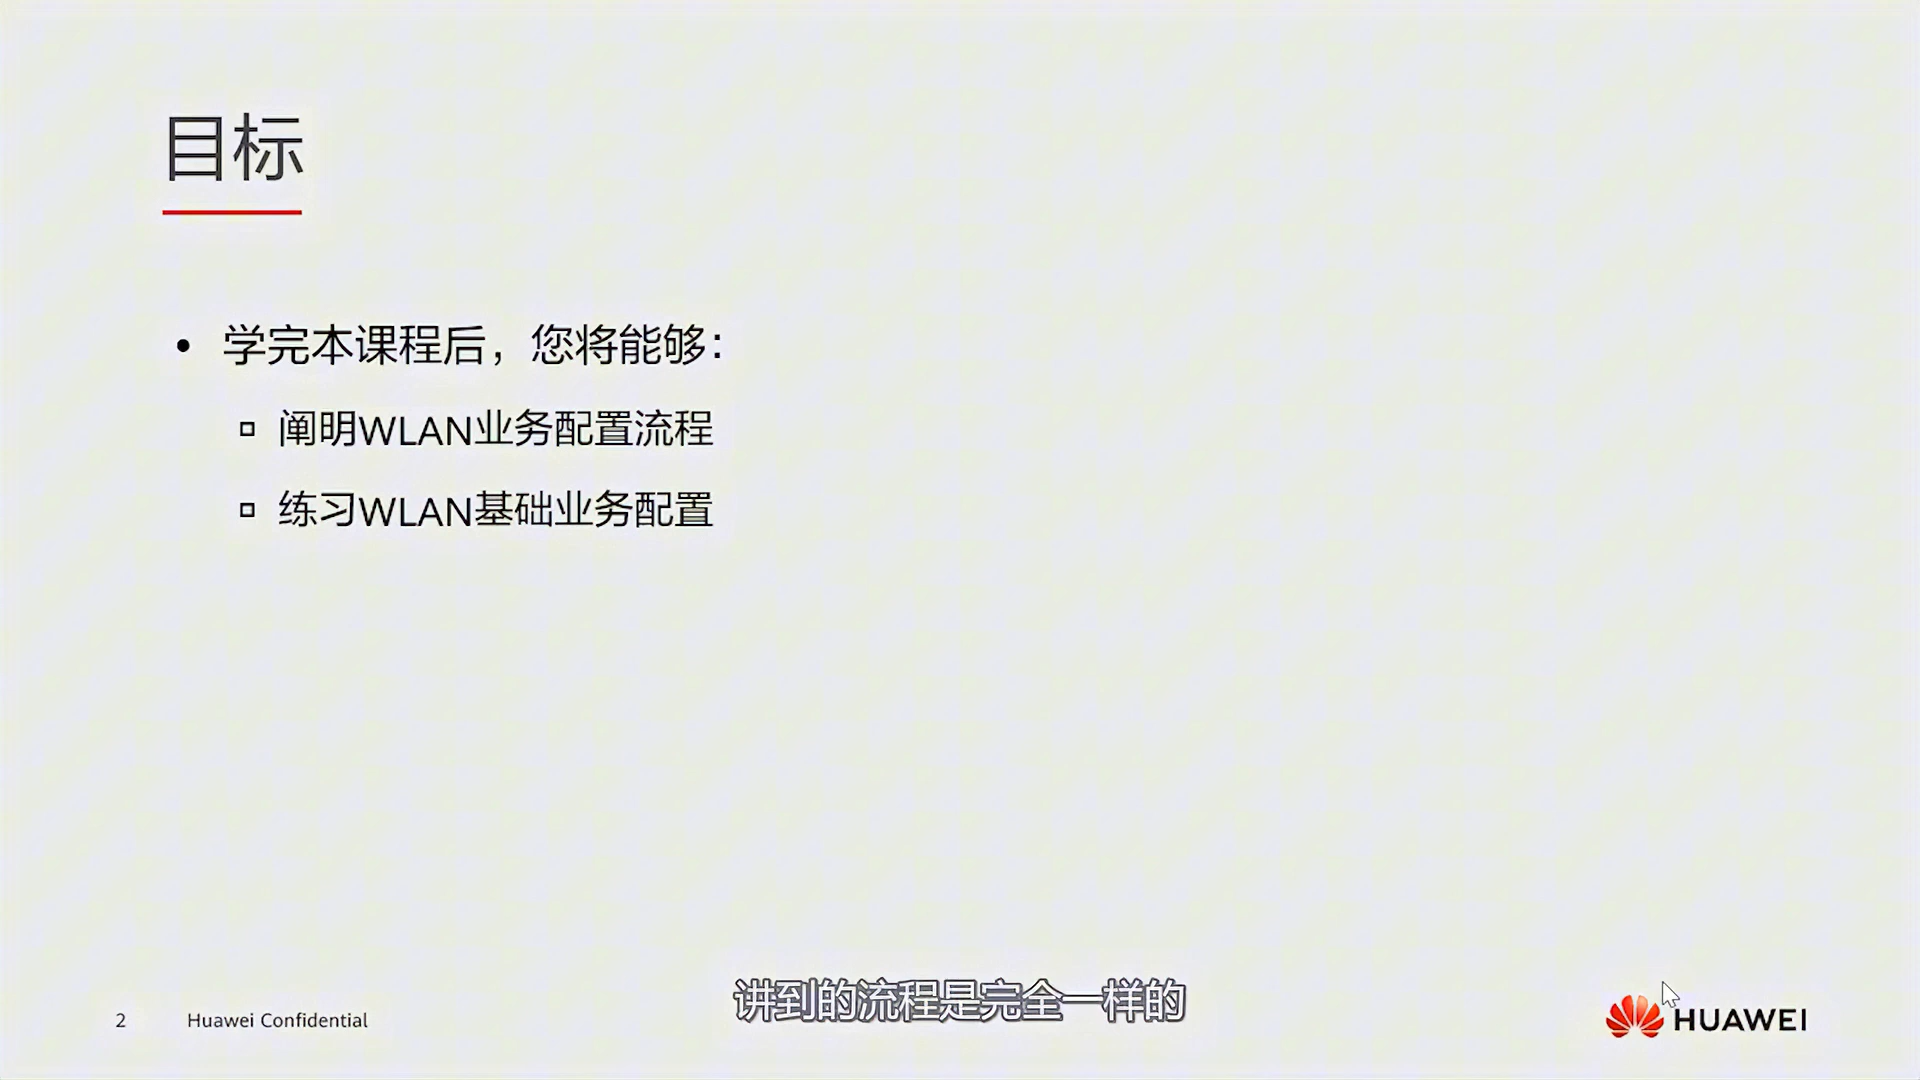 目标
• 学完本课程后，您将能够：
▫ 阐明WLAN业务配置流程
▫ 练习WLAN基础业务配置
讲到的流程是完全一样的
2 Huawei Confidential
HUAWEI